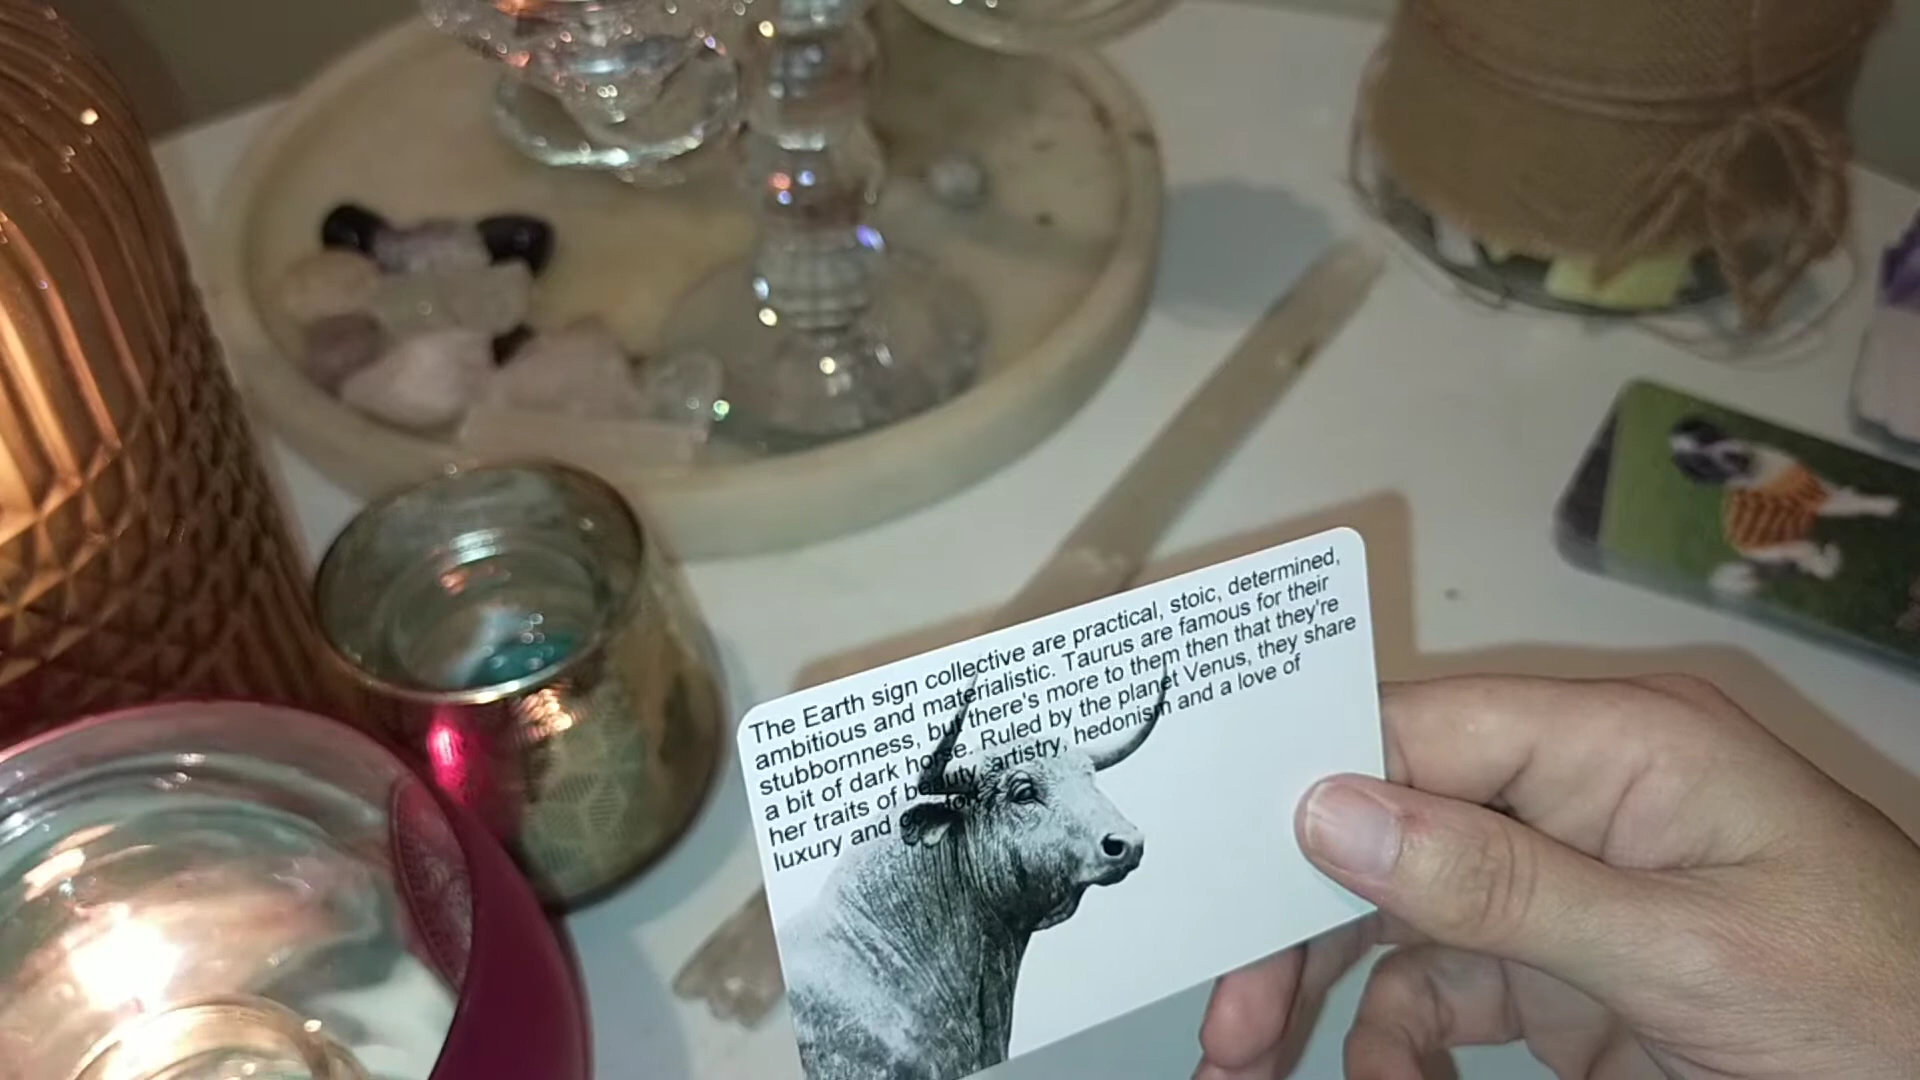 The Earth sign collective are practical, stoic, determined,
ambitious and materialistic. Taurus are famous for their
stubbornness, but there's more to them then that they're
a bit of dark horse. Ruled by the planet Venus, they share
her traits of beauty, artistry, hedonism and a love of
luxury and